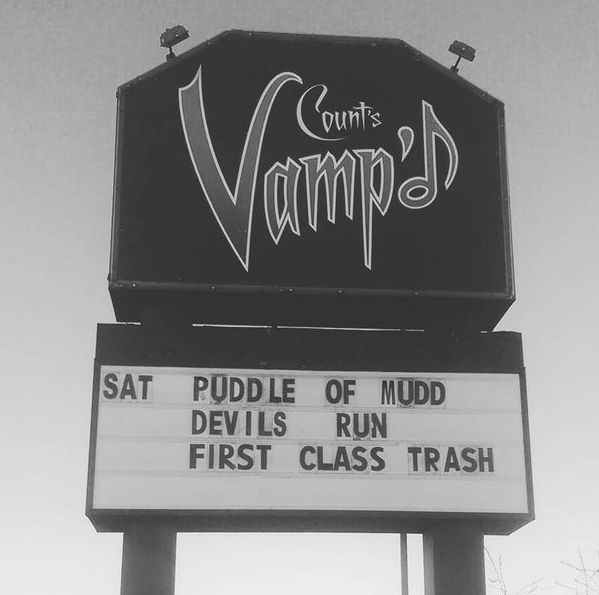 Count's
Vamp'd
SAT PUDDLE OF MUDD
DEVILS RUN
FIRST CLASS TRASH